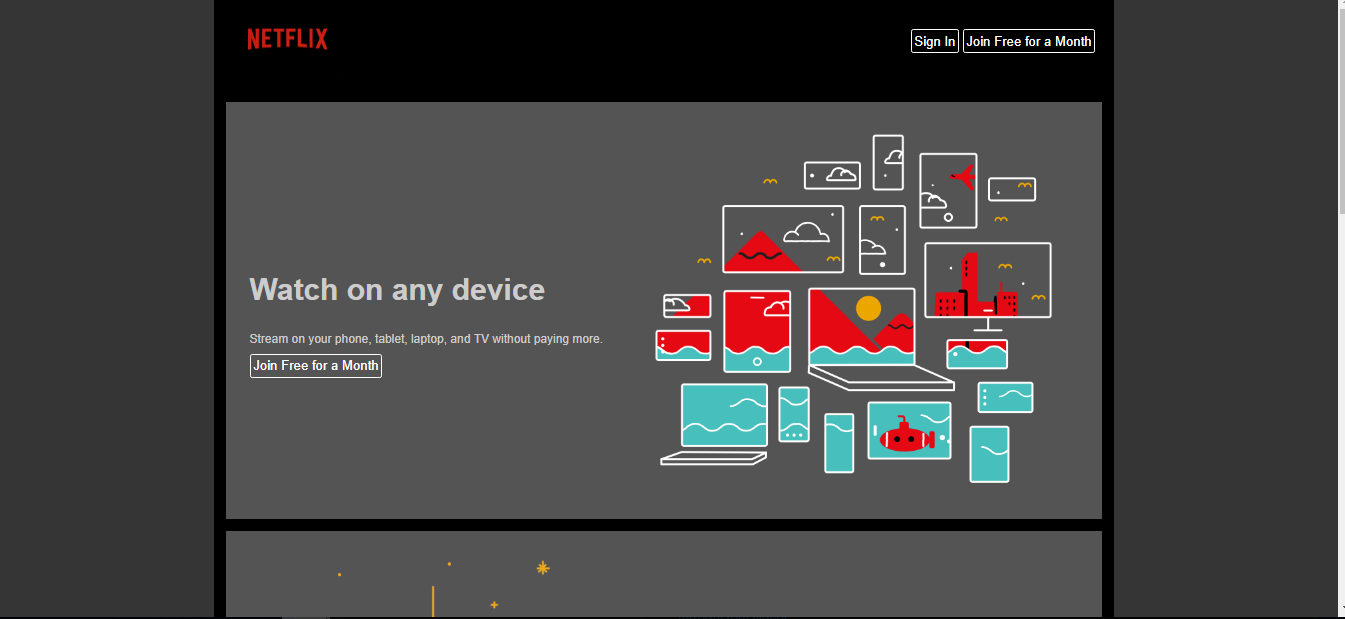 NETFLIX
Sign In Join Free for a Month
Watch on any device
Stream on your phone, tablet, laptop, and TV without paying more.
Join Free for a Month